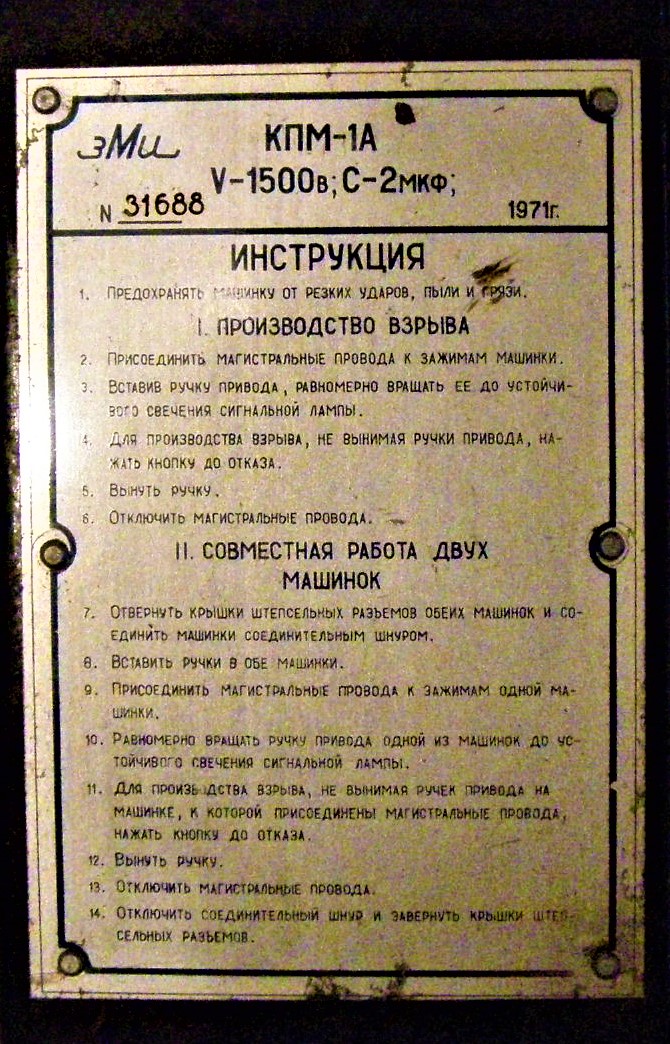 зМи
КПМ-1А
V-1500в; С-2мкф;
N 31688
1971г.
ИНСТРУКЦИЯ
1. Предохранять машинку от резких ударов, пыли и грязи.
I. ПРОИЗВОДСТВО ВЗРЫВА
2. Присоединить магистральные провода к зажимам машинки.
3. Вставив ручку привода, равномерно вращать ее до устойчи-
вого свечения сигнальной лампы.
4. Для производства взрыва, не вынимая ручки привода, на-
жать кнопку до отказа.
5. Вынуть ручку.
6. Отключить магистральные провода.
II. СОВМЕСТНАЯ РАБОТА ДВУХ
МАШИНОК
7. Отвернуть крышки штепсельных разъемов обеих машинок и со-
единить машинки соединительным шнуром.
8. Вставить ручки в обе машинки.
9. Присоединить магистральные провода к зажимам одной ма-
шинки.
10. Равномерно вращать ручку привода одной из машинок до ус-
тойчивого свечения сигнальной лампы.
11. Для производства взрыва, не вынимая ручек привода на
машинке, к которой присоединены магистральные провода,
нажать кнопку до отказа.
12. Вынуть ручку.
13. Отключить магистральные провода.
14. Отключить соединительный шнур и завернуть крышки штеп-
сельных разъемов.